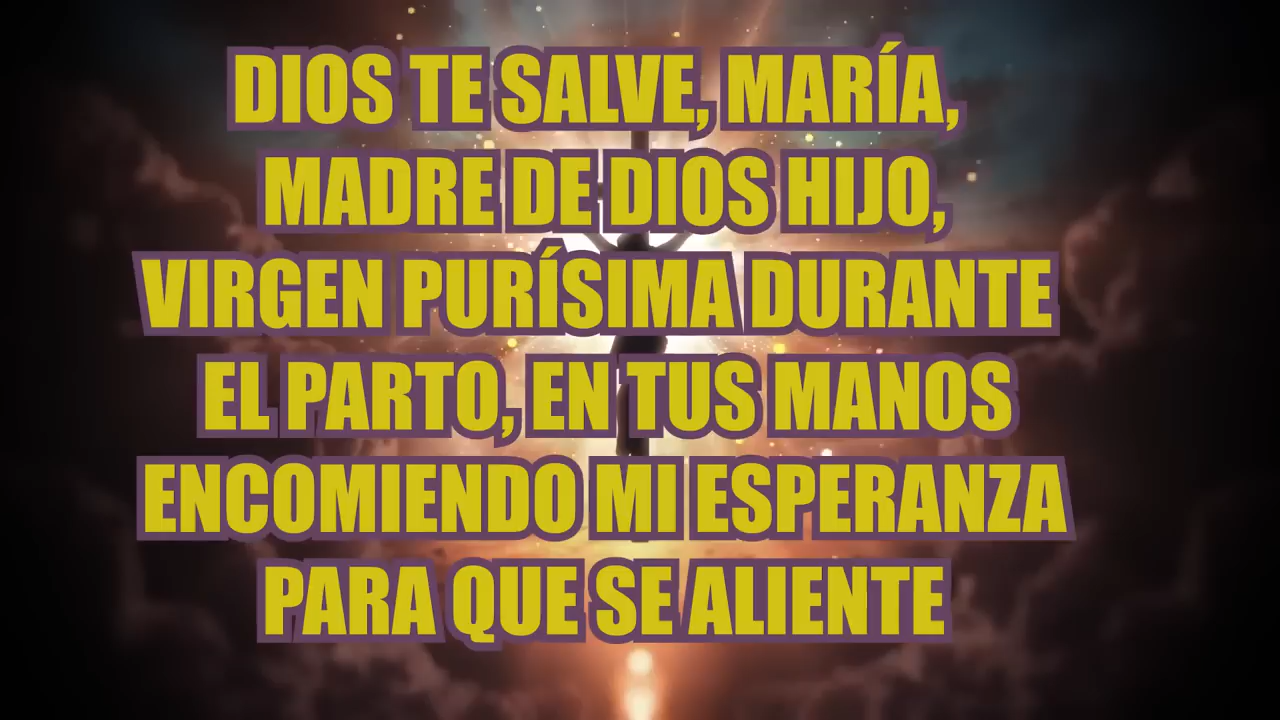 DIOS TE SALVE, MARÍA,
MADRE DE DIOS HIJO,
VIRGEN PURÍSIMA DURANTE
EL PARTO, EN TUS MANOS
ENCOMIENDO MI ESPERANZA
PARA QUE SE ALIENTE